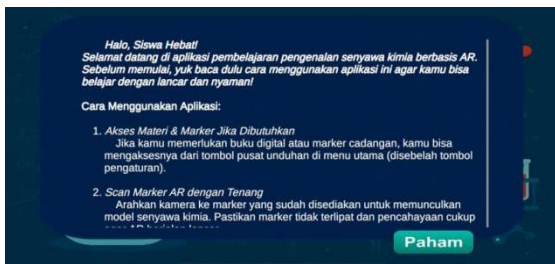 Halo, Siswa Hebat!
Selamat datang di aplikasi pembelajaran pengenalan senyawa kimia berbasis AR.
Sebelum memulai, yuk baca dulu cara menggunakan aplikasi ini agar kamu bisa
belajar dengan lancar dan nyaman!
Cara Menggunakan Aplikasi:
1. Akses Materi & Marker Jika Dibutuhkan
Jika kamu memerlukan buku digital atau marker cadangan, kamu bisa
mengaksesnya dari tombol pusat unduhan di menu utama (disebelah tombol
pengaturan).
2. Scan Marker AR dengan Tenang
Arahkan kamera ke marker yang sudah disediakan untuk memunculkan
model senyawa kimia. Pastikan marker tidak terlipat dan pencahayaan cukup
Paham